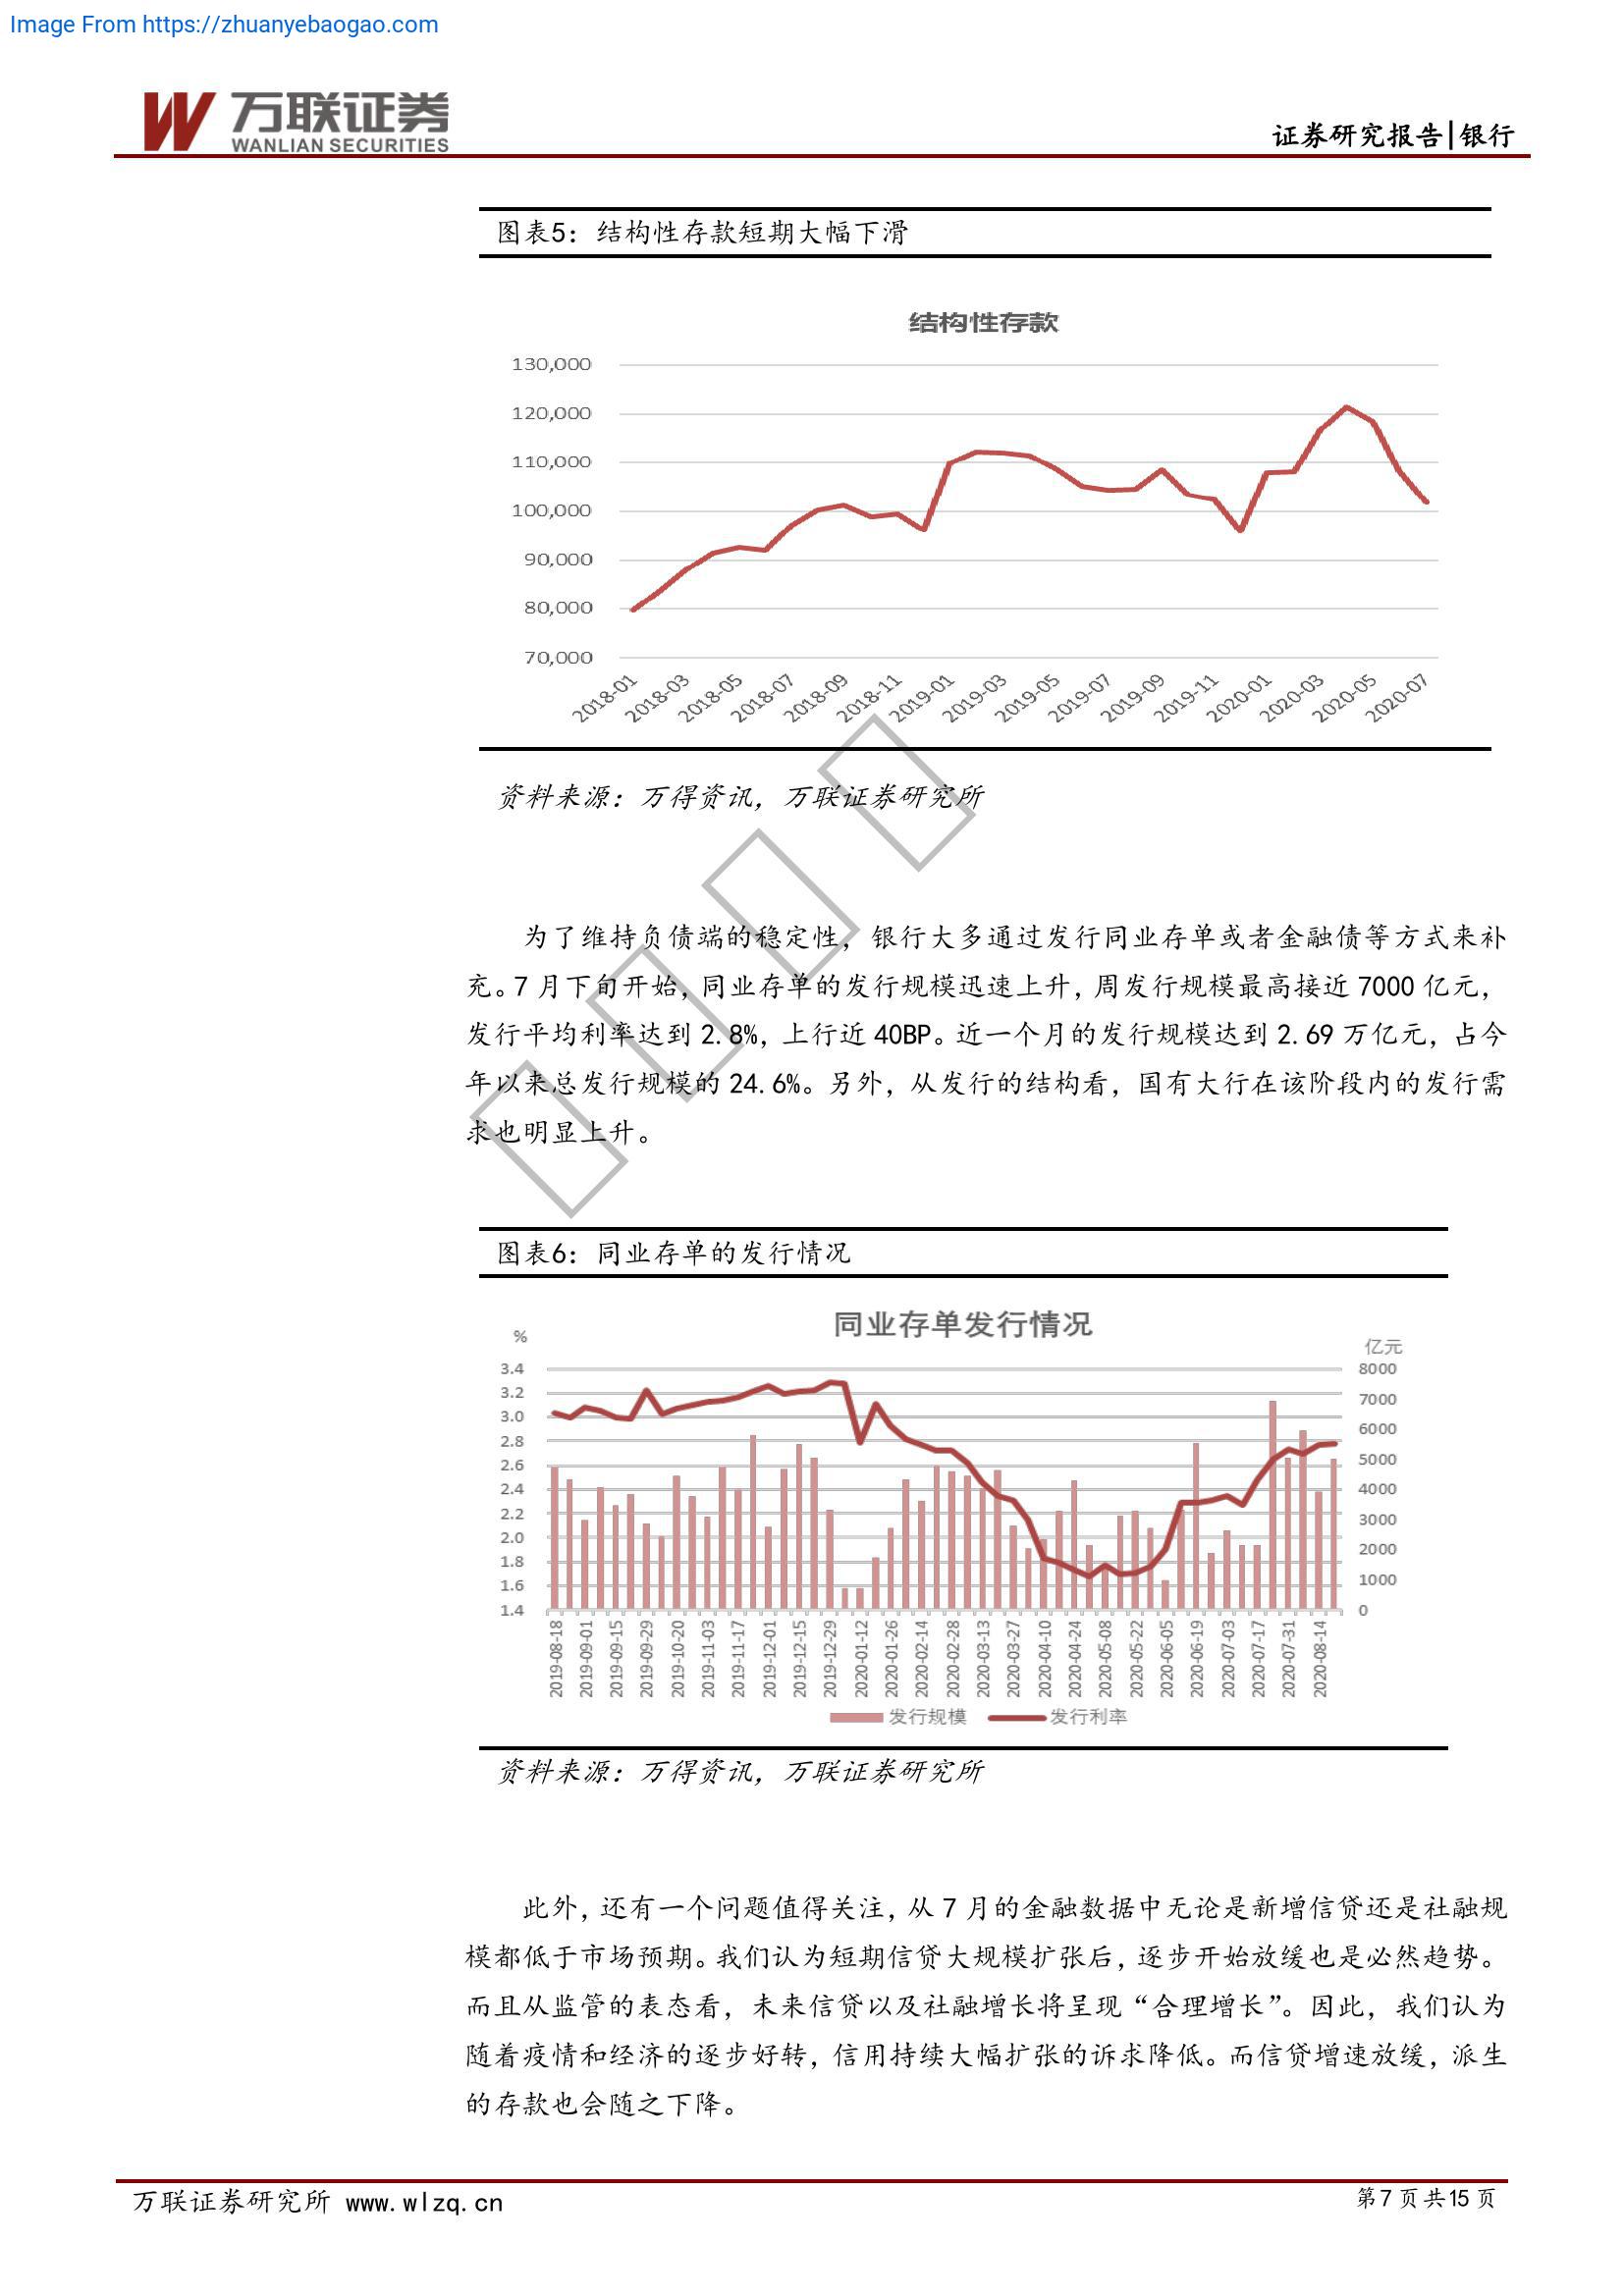 Image From https://zhuanyebaogao.com
万联证券
WANLIAN SECURITIES
证券研究报告|银行
图表5：结构性存款短期大幅下滑
结构性存款
130,000
120,000
110,000
100,000
90,000
80,000
70,000
2018-01
2018-03
2018-05
2018-07
2018-09
2018-11
2019-01
2019-03
2019-05
2019-07
2019-09
2019-11
2020-01
2020-03
2020-05
2020-07
资料来源：万得资讯，万联证券研究所
为了维持负债端的稳定性，银行大多通过发行同业存单或者金融债等方式来补
充。7 月下旬开始，同业存单的发行规模迅速上升，周发行规模最高接近 7000 亿元，
发行平均利率达到 2.8%，上行近 40BP。近一个月的发行规模达到 2.69 万亿元，占今
年以来总发行规模的 24.6%。另外，从发行的结构看，国有大行在该阶段内的发行需
求也明显上升。
图表6：同业存单的发行情况
同业存单发行情况
%
亿元
3.4
3.2
3.0
2.8
2.6
2.4
2.2
2.0
1.8
1.6
1.4
8000
7000
6000
5000
4000
3000
2000
1000
0
2019-08-18
2019-09-01
2019-09-15
2019-09-29
2019-10-20
2019-11-03
2019-11-17
2019-12-01
2019-12-15
2019-12-29
2020-01-12
2020-01-26
2020-02-14
2020-02-28
2020-03-13
2020-03-27
2020-04-10
2020-04-24
2020-05-08
2020-05-22
2020-06-05
2020-06-19
2020-07-03
2020-07-17
2020-07-31
2020-08-14
发行规模
发行利率
资料来源：万得资讯，万联证券研究所
此外，还有一个问题值得关注，从 7 月的金融数据中无论是新增信贷还是社融规
模都低于市场预期。我们认为短期信贷大规模扩张后，逐步开始放缓也是必然趋势。
而且从监管的表态看，未来信贷以及社融增长将呈现“合理增长”。因此，我们认为
随着疫情和经济的逐步好转，信用持续大幅扩张的诉求降低。而信贷增速放缓，派生
的存款也会随之下降。
万联证券研究所 www.wlzq.cn
第 7 页 共 15 页